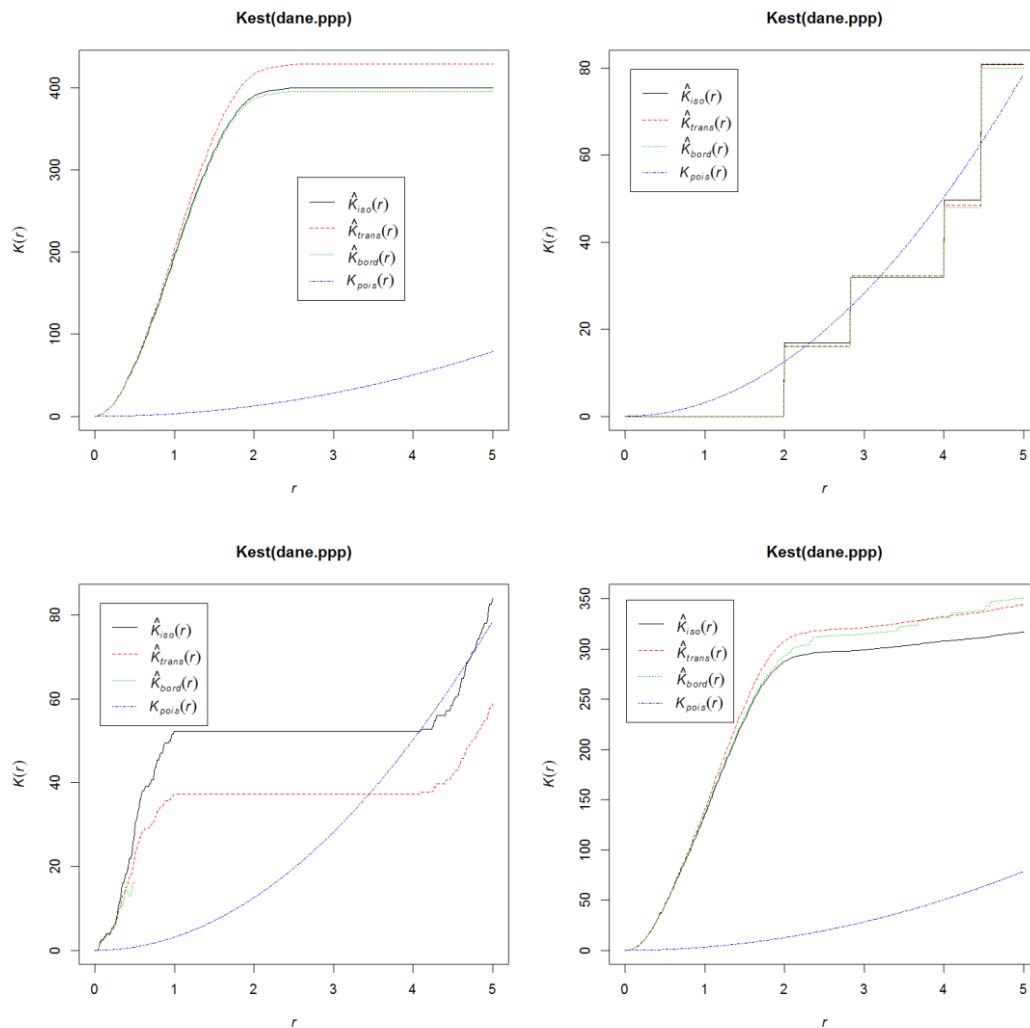 Kest(dane.ppp)
K(r)
0 100 200 300 400
K̂iso(r)
K̂trans(r)
K̂bord(r)
Kpois(r)
0 1 2 3 4 5
r
Kest(dane.ppp)
K(r)
0 20 40 60 80
K̂iso(r)
K̂trans(r)
K̂bord(r)
Kpois(r)
0 1 2 3 4 5
r
Kest(dane.ppp)
K(r)
0 20 40 60 80
K̂iso(r)
K̂trans(r)
K̂bord(r)
Kpois(r)
0 1 2 3 4 5
r
Kest(dane.ppp)
K(r)
0 50 100 150 200 250 300 350
K̂iso(r)
K̂trans(r)
K̂bord(r)
Kpois(r)
0 1 2 3 4 5
r